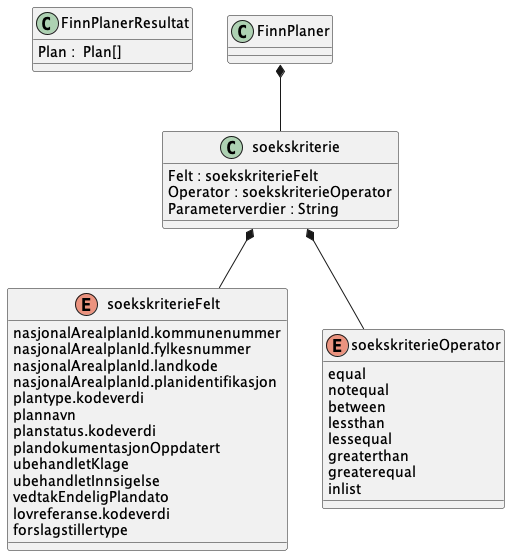 C FinnPlanerResultat
Plan :  Plan[]
C FinnPlaner
C soekskriterie
Felt : soekskriterieFelt
Operator : soekskriterieOperator
Parameterverdier : String
E soekskriterieFelt
nasjonalArealplanId.kommunenummer
nasjonalArealplanId.fylkesnummer
nasjonalArealplanId.landkode
nasjonalArealplanId.planidentifikasjon
plantype.kodeverdi
plannavn
planstatus.kodeverdi
plandokumentasjonOppdatert
ubehandletKlage
ubehandletInnsigelse
vedtakEndeligPlandato
lovreferanse.kodeverdi
forslagstillertype
E soekskriterieOperator
equal
notequal
between
lessthan
lessequal
greaterthan
greaterequal
inlist